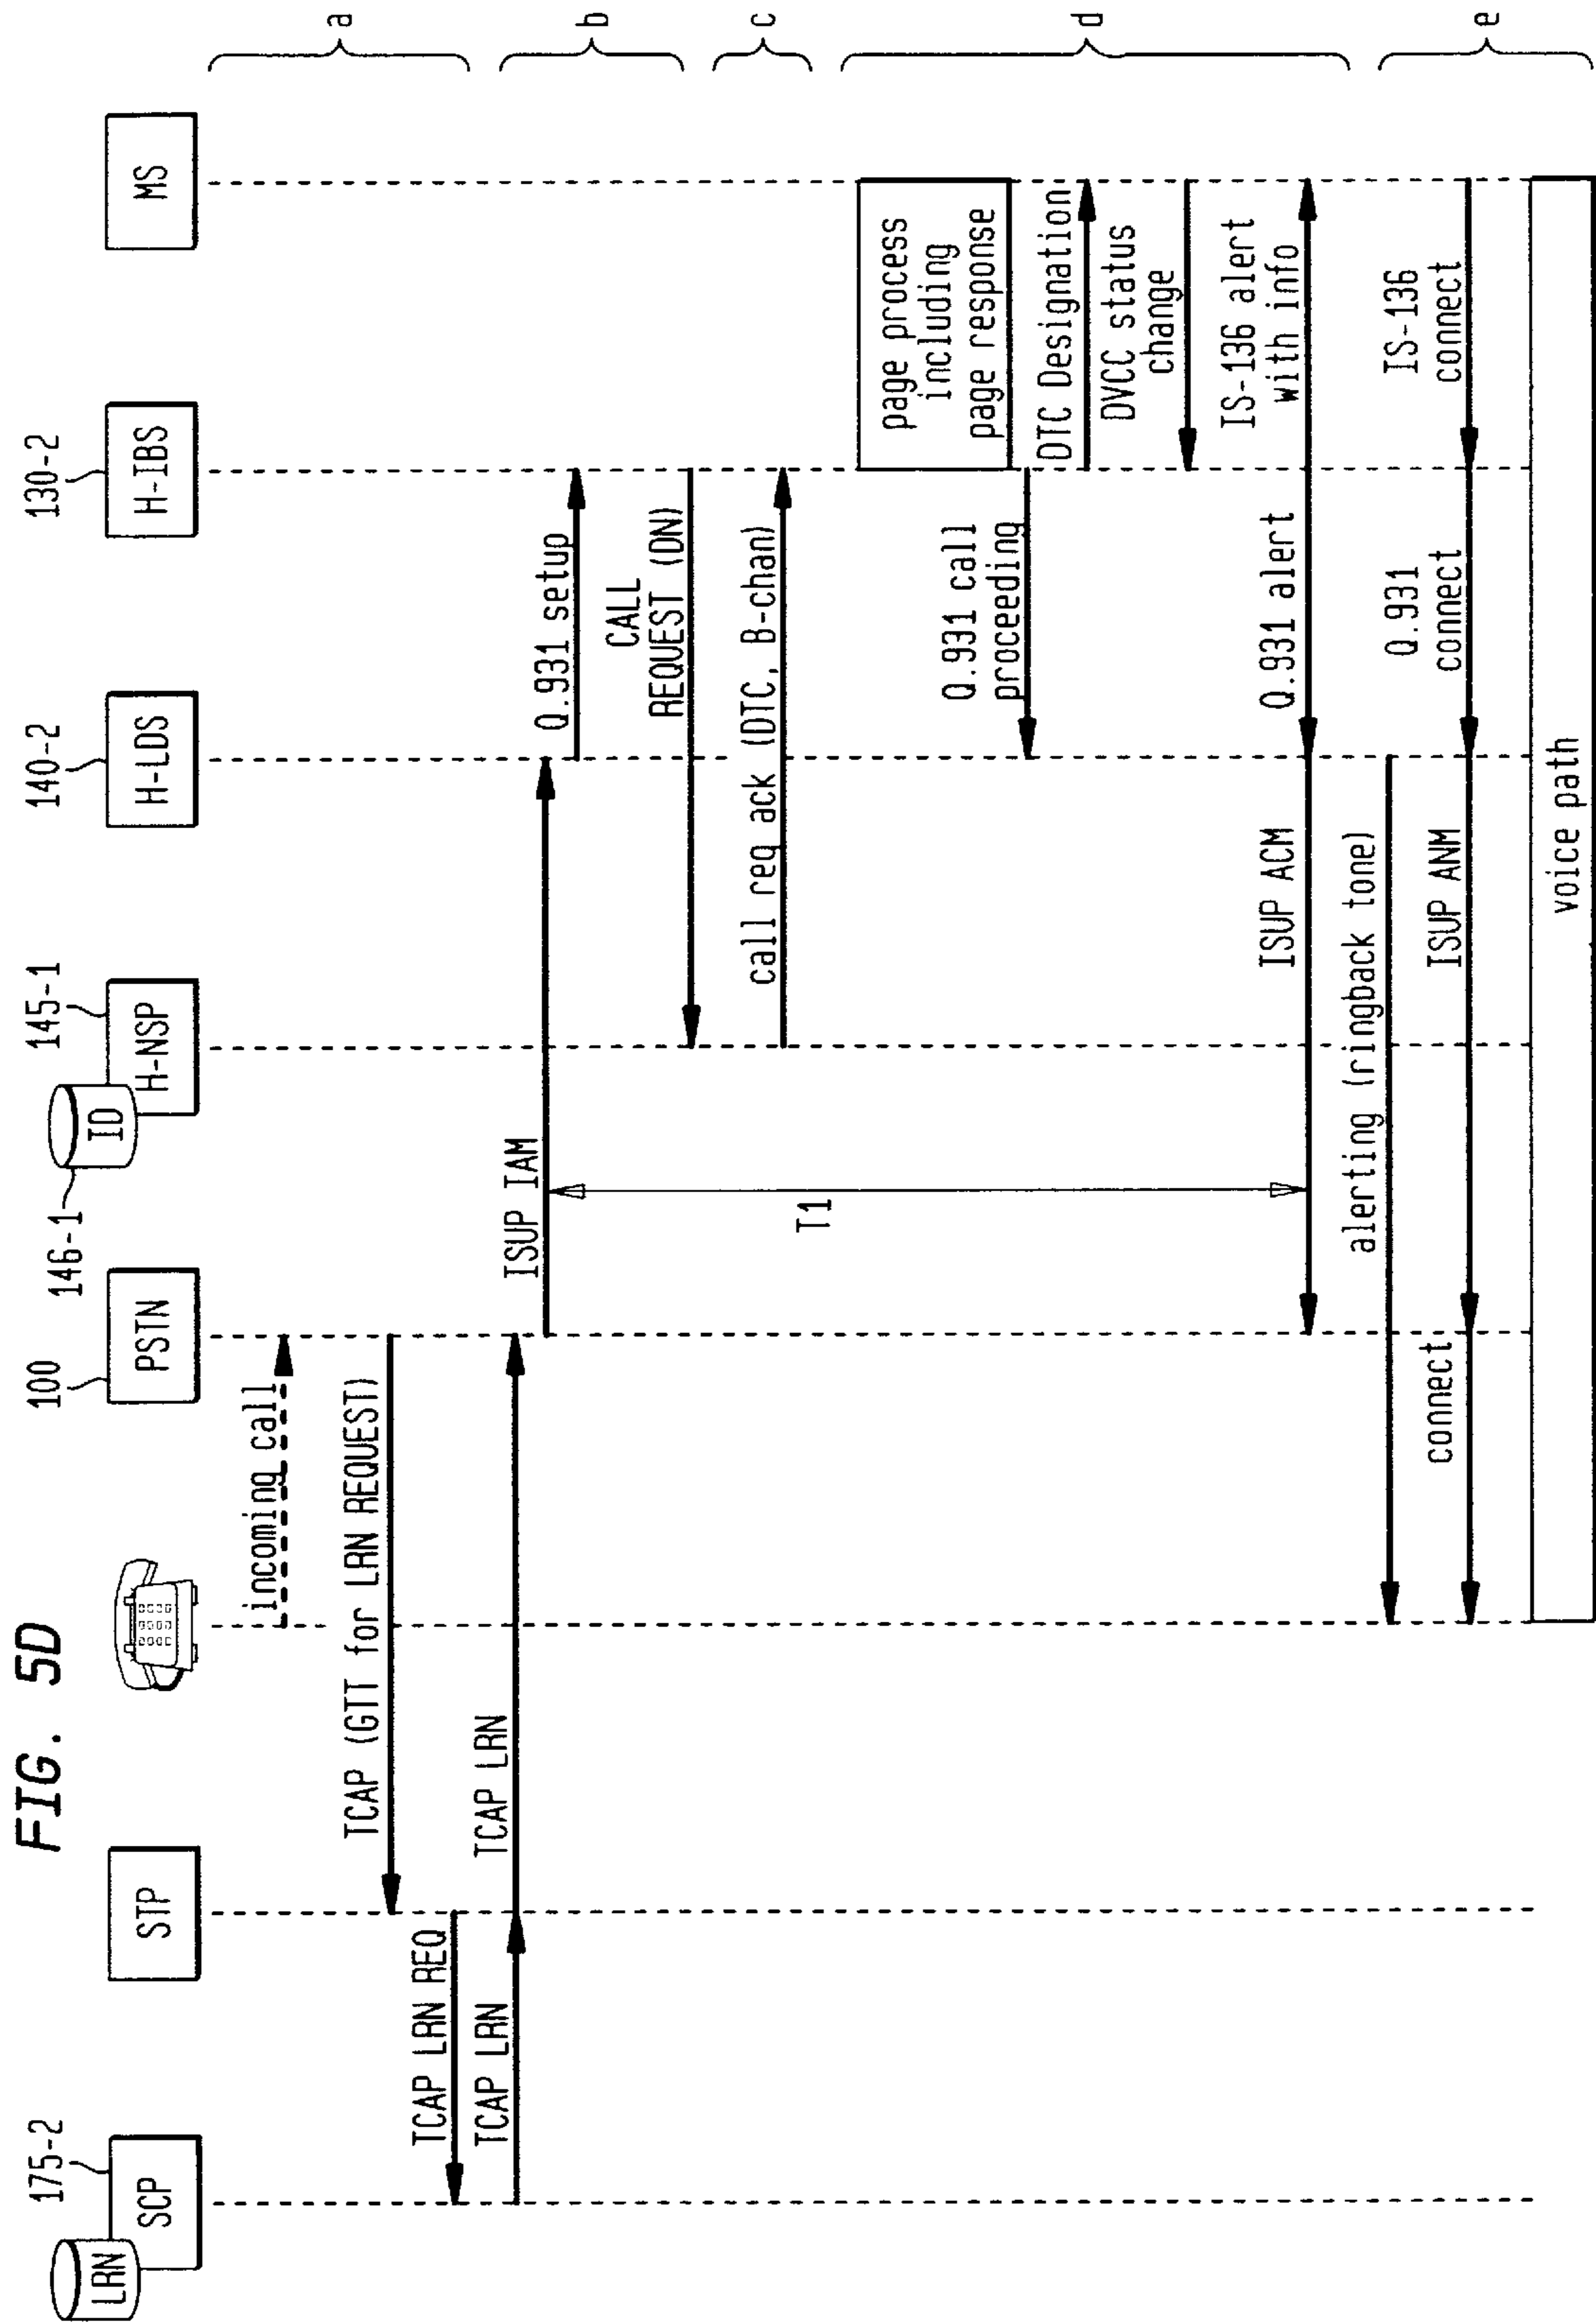 FIG. 5D
175-2
LRN
SCP
STP
100
PSTN
146-1
ID
145-1
H-NSP
140-2
H-LDS
130-2
H-IBS
MS
incoming call
a
TCAP (GTT for LRN REQUEST)
TCAP LRN REQ
TCAP LRN
TCAP LRN
ISUP IAM
Q.931 setup
b
CALL
REQUEST (DN)
call req ack (DTC, B-chan)
c
T1
page process
including
page response
Q.931 call
proceeding
DTC Designation
DVCC status
change
d
ISUP ACM
Q.931 alert
IS-136 alert
with info
alerting (ringback tone)
connect
ISUP ANM
Q.931
connect
IS-136
connect
e
voice path